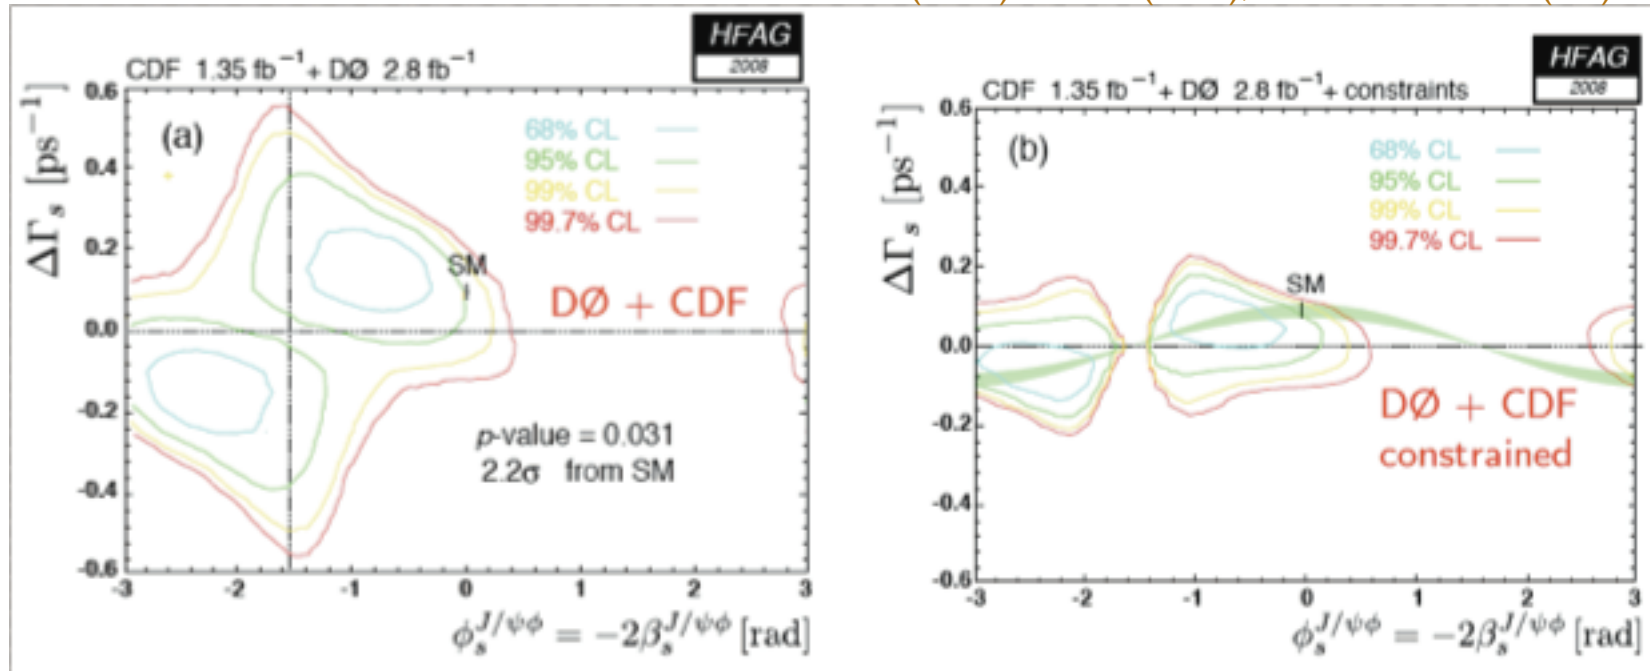 HFAG
2008
CDF 1.35 fb⁻¹ + DØ 2.8 fb⁻¹
(a)
68% CL
95% CL
99% CL
99.7% CL
SM
DØ + CDF
p-value = 0.031
2.2σ from SM
ΔΓₛ [ps⁻¹]
0.6
0.4
0.2
0.0
-0.2
-0.4
-0.6
-3 -2 -1 0 1 2 3
ϕₛ^{J/ψϕ} = −2βₛ^{J/ψϕ} [rad]
HFAG
2008
CDF 1.35 fb⁻¹ + DØ 2.8 fb⁻¹ + constraints
(b)
68% CL
95% CL
99% CL
99.7% CL
SM
DØ + CDF
constrained
ΔΓₛ [ps⁻¹]
0.6
0.4
0.2
0.0
-0.2
-0.4
-0.6
-3 -2 -1 0 1 2 3
ϕₛ^{J/ψϕ} = −2βₛ^{J/ψϕ} [rad]